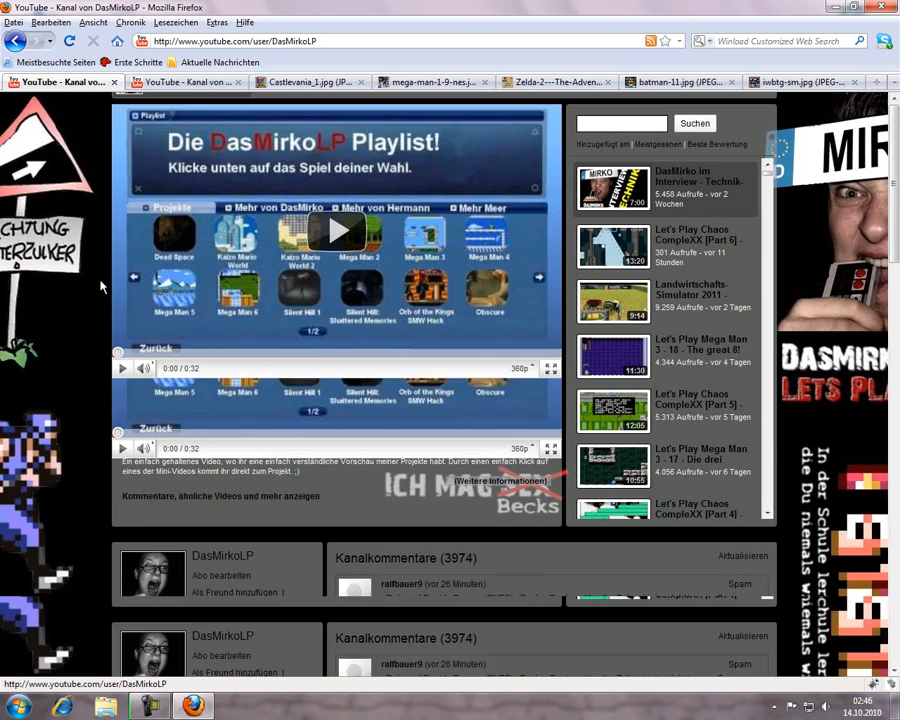 YouTube - Kanal von DasMirkoLP - Mozilla Firefox
Datei Bearbeiten Ansicht Chronik Lesezeichen Extras Hilfe
http://www.youtube.com/user/DasMirkoLP
Winload Customized Web Search
Meistbesuchte Seiten Erste Schritte Aktuelle Nachrichten
YouTube - Kanal vo... YouTube - Kanal von ... Castlevania_1.jpg (JP... mega-man-1-9-nes.j... Zelda-2---The-Adven... batman-11.jpg (JPEG... iwbtg-sm.jpg (JPEG-...
Playlist
Die DasMirkoLP Playlist!
Klicke unten auf das Spiel deiner Wahl.
Projekte Mehr von DasMirko Mehr von Hermann Mehr Meer
Dead Space Kaizo Mario World Kaizo Mario World 2 Mega Man 2 Mega Man 3 Mega Man 4
Mega Man 5 Mega Man 6 Silent Hill 1 Silent Hill: Shattered Memories Orb of the Kings SMW Hack Obscure
1/2
Zurück
0:00 / 0:32 360p
Mega Man 5 Mega Man 6 Silent Hill 1 Silent Hill: Shattered Memories Orb of the Kings SMW Hack Obscure
1/2
Zurück
0:00 / 0:32 360p
Ein einfach gehaltenes Video, wo ihr eine einfach verständliche Vorschau meiner Projekte habt. Durch einen einfach Klick auf
eines der Mini-Videos kommt ihr direkt zum Projekt. ;)
(Weitere Informationen)
Kommentare, ähnliche Videos und mehr anzeigen
ICH MAG SEX
Becks
Suchen
Hinzugefügt am | Meistgesehen | Beste Bewertung
DasMirko im
Interview - Technik-
5.458 Aufrufe - vor 2
Wochen
7:00
Let's Play Chaos
CompleXX [Part 6] -
301 Aufrufe - vor 11
Stunden
13:20
Landwirtschafts-
Simulator 2011 -
9.259 Aufrufe - vor 2 Tagen
9:14
Let's Play Mega Man
3 - 18 - The great 8!
4.344 Aufrufe - vor 4 Tagen
11:30
Let's Play Chaos
CompleXX [Part 5] -
5.313 Aufrufe - vor 5 Tagen
12:05
Let's Play Mega Man
3 - 17 - Die drei
4.056 Aufrufe - vor 6 Tagen
10:55
Let's Play Chaos
CompleXX [Part 4] -
DasMirkoLP
Abo bearbeiten
Als Freund hinzufügen |
Kanalkommentare (3974)
Aktualisieren
ralfbauer9 (vor 26 Minuten)
Spam
DasMirkoLP
Abo bearbeiten
Als Freund hinzufügen |
Kanalkommentare (3974)
Aktualisieren
ralfbauer9 (vor 26 Minuten)
Spam
MIR
DASMIRK
LETS PLA
In der Schule lerchule ler
die Du niemals wniemals w
http://www.youtube.com/user/DasMirkoLP
02:46
14.10.2010